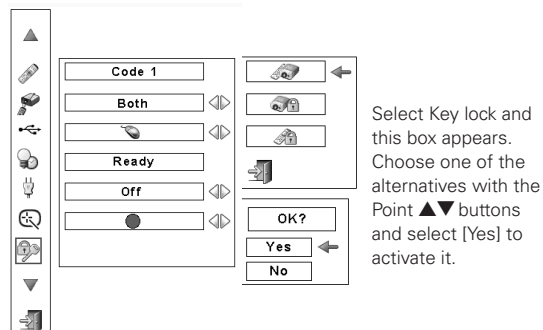 Code 1
Both
Ready
Off
OK?
Yes
No
Select Key lock and
this box appears.
Choose one of the
alternatives with the
Point ▲▼ buttons
and select [Yes] to
activate it.